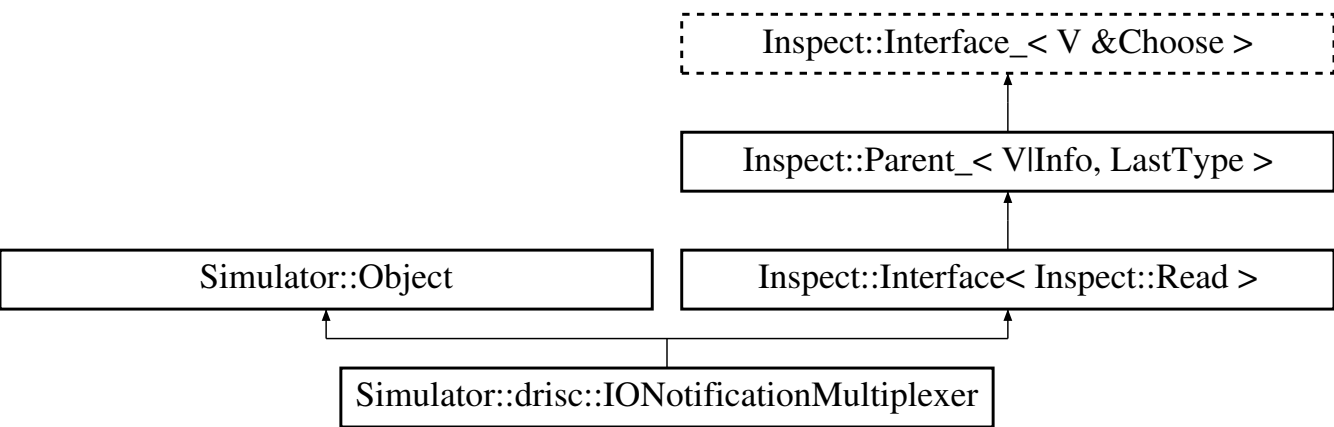 Inspect::Interface_< V &Choose >
Inspect::Parent_< V|Info, LastType >
Simulator::Object
Inspect::Interface< Inspect::Read >
Simulator::drisc::IONotificationMultiplexer